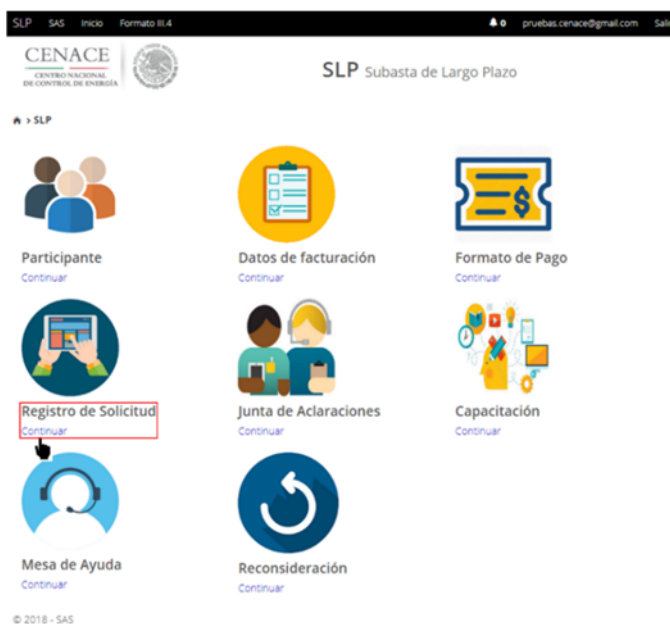 SLP SAS Inicio Formato III.4 0 pruebas.cenace@gmail.com Sali
CENACE
CENTRO NACIONAL
DE CONTROL DE ENERGÍA
SLP Subasta de Largo Plazo
> SLP
Participante Datos de facturación Formato de Pago
Continuar Continuar Continuar
Registro de Solicitud Junta de Aclaraciones Capacitación
Continuar Continuar Continuar
Mesa de Ayuda Reconsideración
Continuar Continuar
© 2018 - SAS